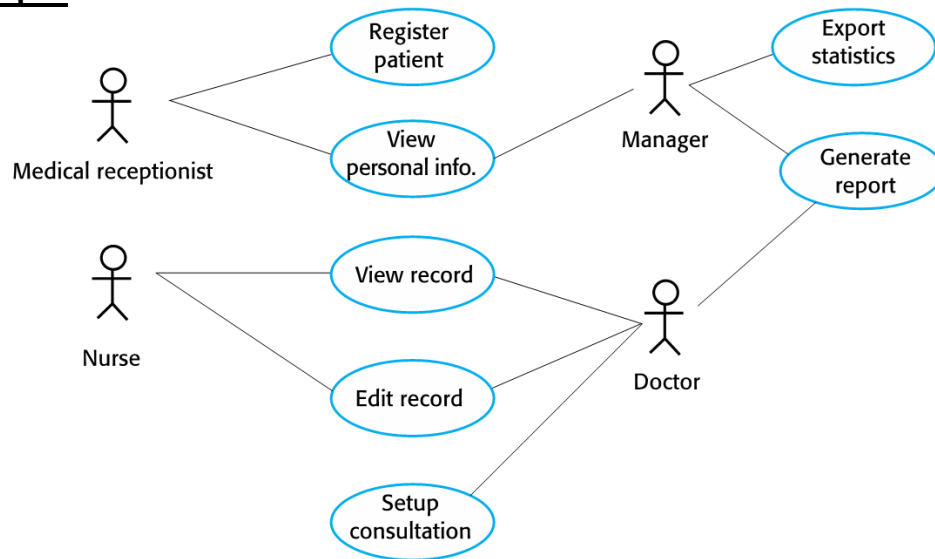 Register
patient
Export
statistics
Medical receptionist
View
personal info.
Manager
Generate
report
View record
Nurse
Edit record
Doctor
Setup
consultation